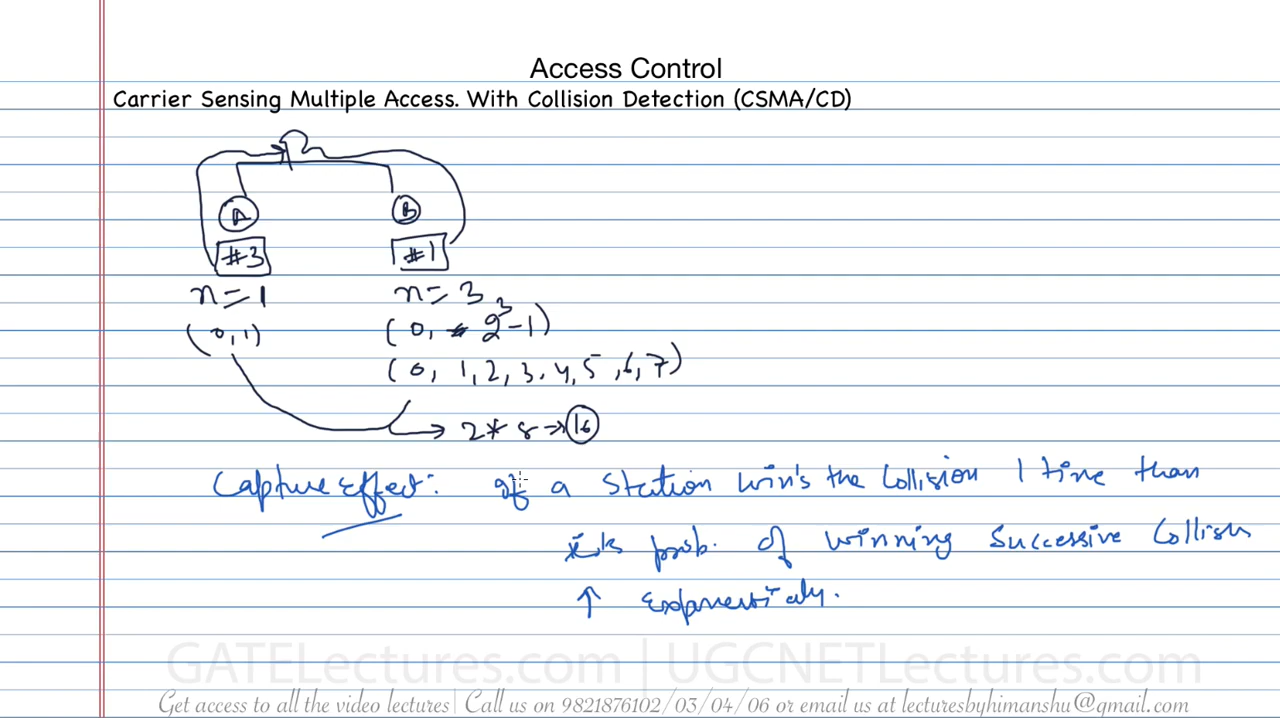 Access Control
Carrier Sensing Multiple Access. With Collision Detection (CSMA/CD)
A B
#3 #1
n=1 n=3
(0,1) (0, 2^3-1)
(0, 1, 2, 3, 4, 5, 6, 7)
→ 2 * 8 → 16
Capture Effect: If a Station win's the Collision 1 time than
its prob. of winning Successive Collision
↑ Exponentialy.
GATELectures.com | UGCNETLectures.com
Get access to all the video lectures | Call us on 9821876102/03/04/06 or email us at lecturesbyhimanshu@gmail.com